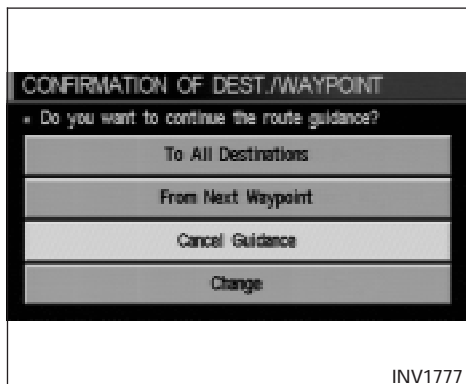 CONFIRMATION OF DEST./WAYPOINT
• Do you want to continue the route guidance?
To All Destinations
From Next Waypoint
Cancel Guidance
Change
INV1777